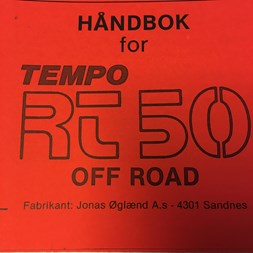 HÅNDBOK
for
TEMPO
RT 50
OFF ROAD
Fabrikant: Jonas Øglænd A.s - 4301 Sandnes